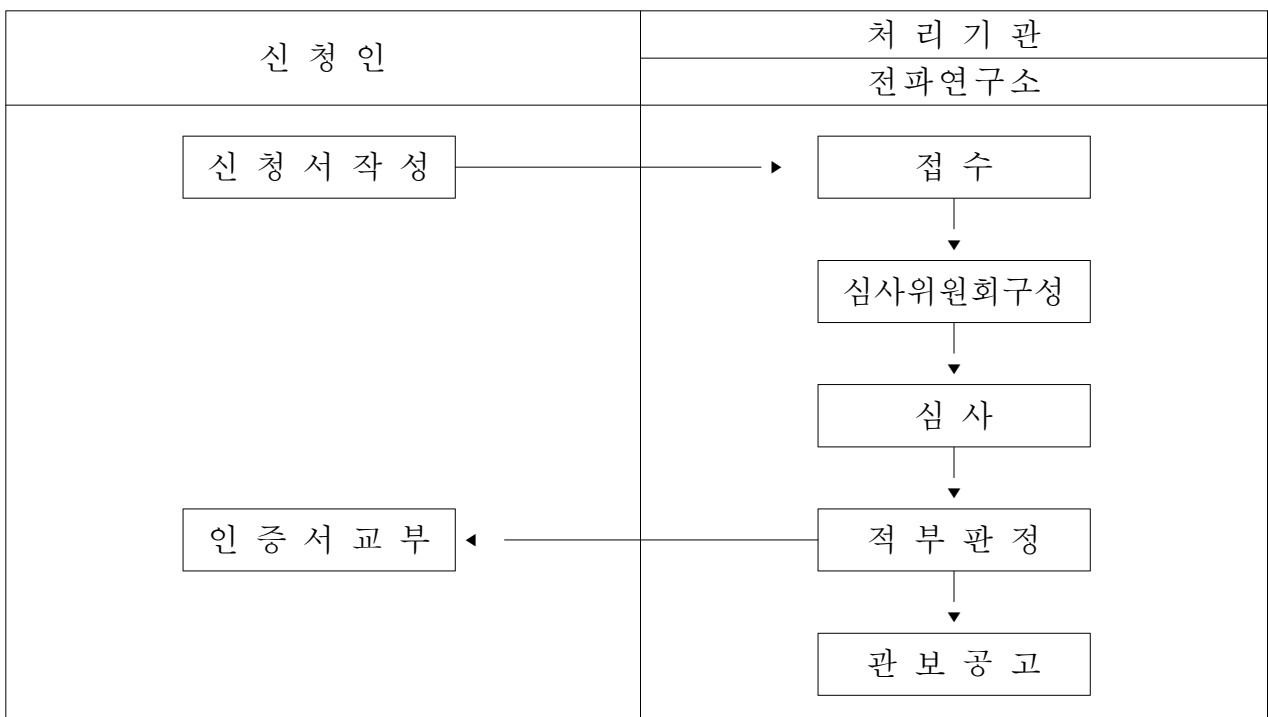 신 청 인
처 리 기 관
전파연구소
신 청 서 작 성
접 수
심사위원회구성
심 사
인 증 서 교 부
적 부 판 정
관 보 공 고